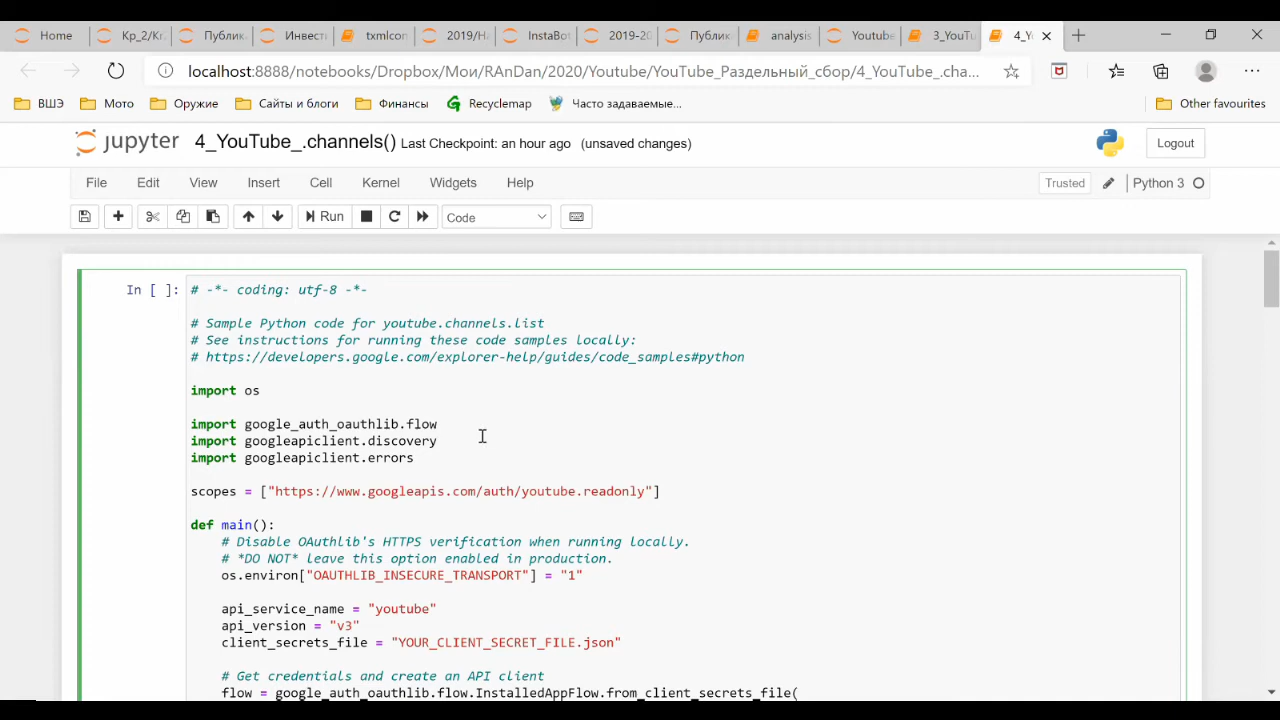 Home Кр_2/Кг Публик Инвест txmlcon 2019/На InstaBot 2019-20 Публик analysis Youtube 3_YouTu 4_Yo
localhost:8888/notebooks/Dropbox/Мои/RAnDan/2020/Youtube/YouTube_Раздельный_сбор/4_YouTube_.cha...
ВШЭ Мото Оружие Сайты и блоги Финансы Recyclemap Часто задаваемые... Other favourites
jupyter 4_YouTube_.channels() Last Checkpoint: an hour ago (unsaved changes) Logout
File Edit View Insert Cell Kernel Widgets Help Trusted Python 3
Run Code
In [ ]: # -*- coding: utf-8 -*-
# Sample Python code for youtube.channels.list
# See instructions for running these code samples locally:
# https://developers.google.com/explorer-help/guides/code_samples#python
import os
import google_auth_oauthlib.flow
import googleapiclient.discovery
import googleapiclient.errors
scopes = ["https://www.googleapis.com/auth/youtube.readonly"]
def main():
# Disable OAuthlib's HTTPS verification when running locally.
# *DO NOT* leave this option enabled in production.
os.environ["OAUTHLIB_INSECURE_TRANSPORT"] = "1"
api_service_name = "youtube"
api_version = "v3"
client_secrets_file = "YOUR_CLIENT_SECRET_FILE.json"
# Get credentials and create an API client
flow = google_auth_oauthlib.flow.InstalledAppFlow.from_client_secrets_file(